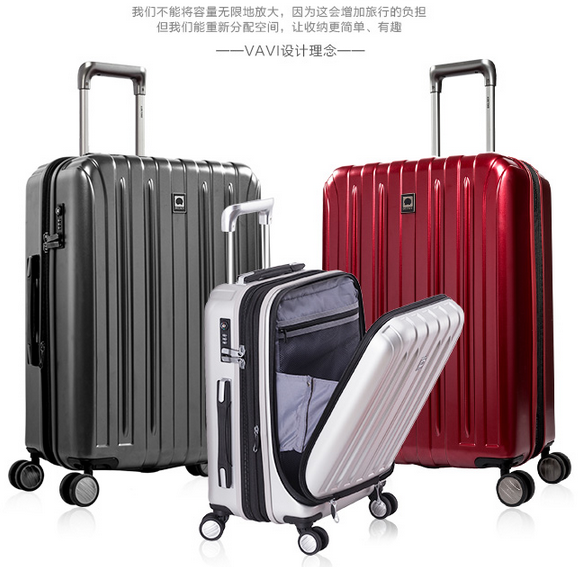 我们不能将容量无限地放大，因为这会增加旅行的负担
但我们能重新分配空间，让收纳更简单、有趣
——VAVI设计理念——